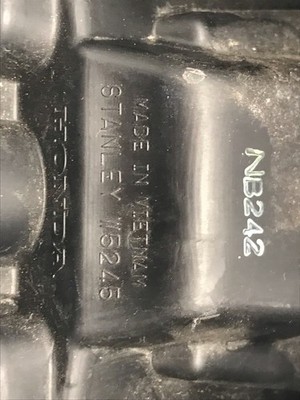 NB242
MADE IN VIETNAM
STANLEY W5245
HONDA